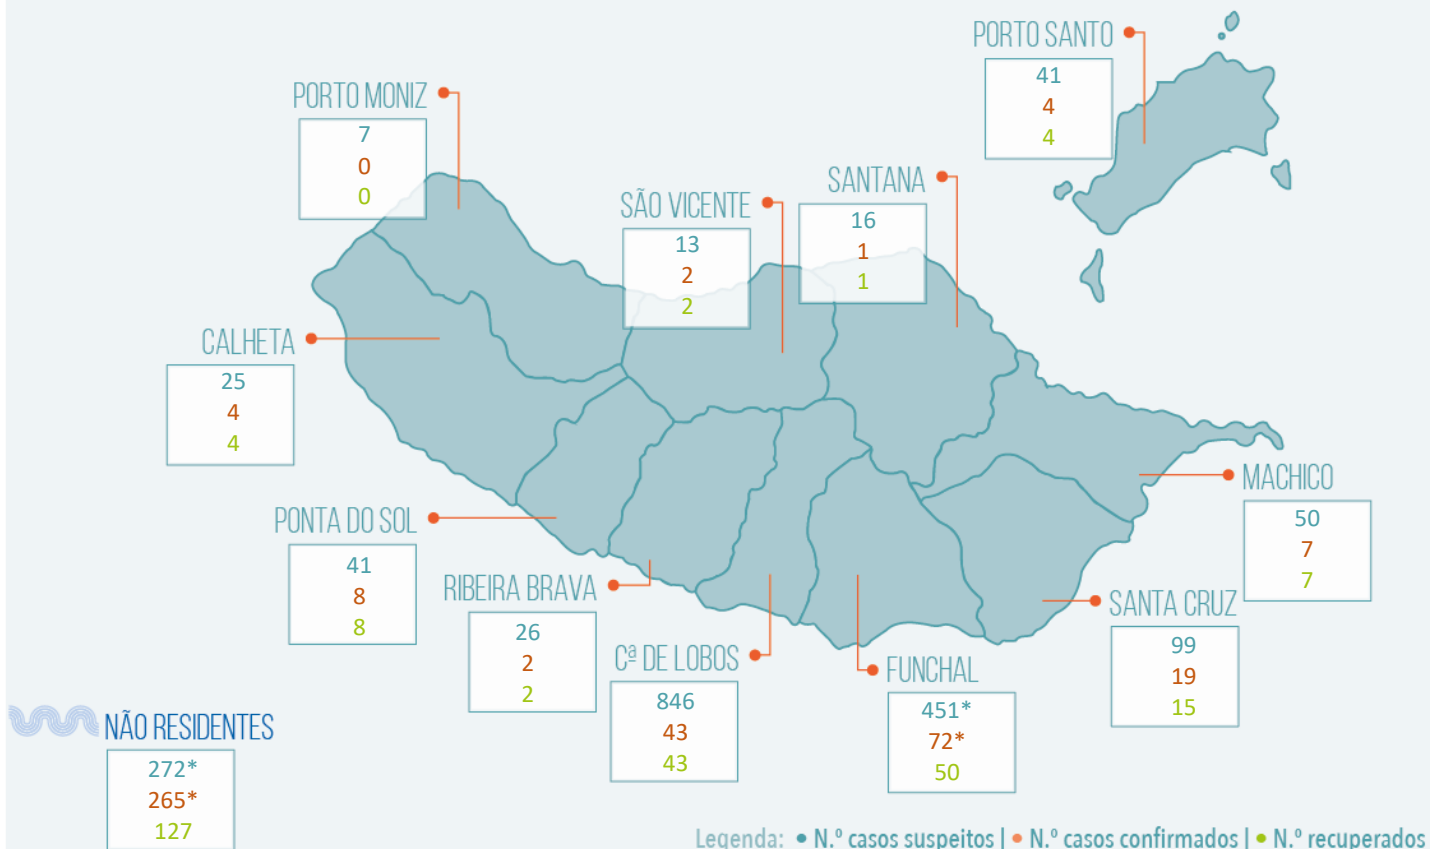 PORTO SANTO
41
4
4
PORTO MONIZ
7
0
0
SANTANA
16
1
1
SÃO VICENTE
13
2
2
CALHETA
25
4
4
MACHICO
50
7
7
PONTA DO SOL
41
8
8
RIBEIRA BRAVA
26
2
2
SANTA CRUZ
99
19
15
Cª DE LOBOS
846
43
43
FUNCHAL
451*
72*
50
NÃO RESIDENTES
272*
265*
127
Legenda: • N.º casos suspeitos | • N.º casos confirmados | • N.º recuperados